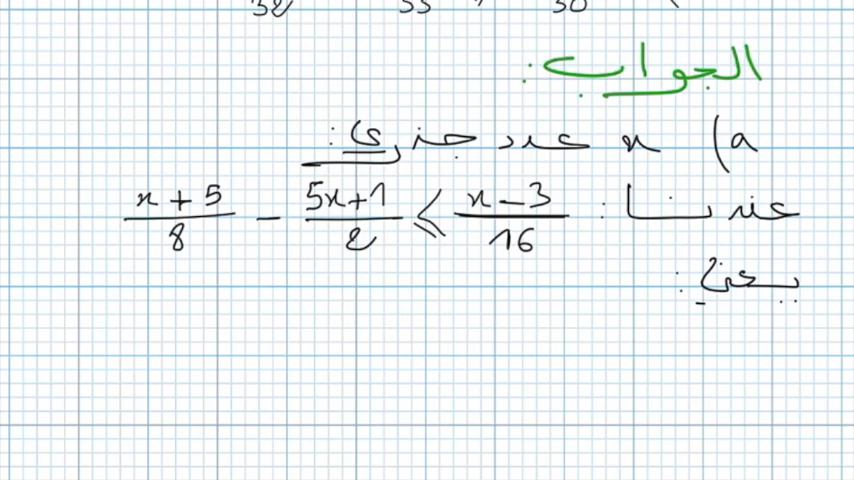 الجواب:
a) x عدد جذري:
عندنا: (x+5)/8 - (5x+1)/2 ≤ (x-3)/16
يعني: